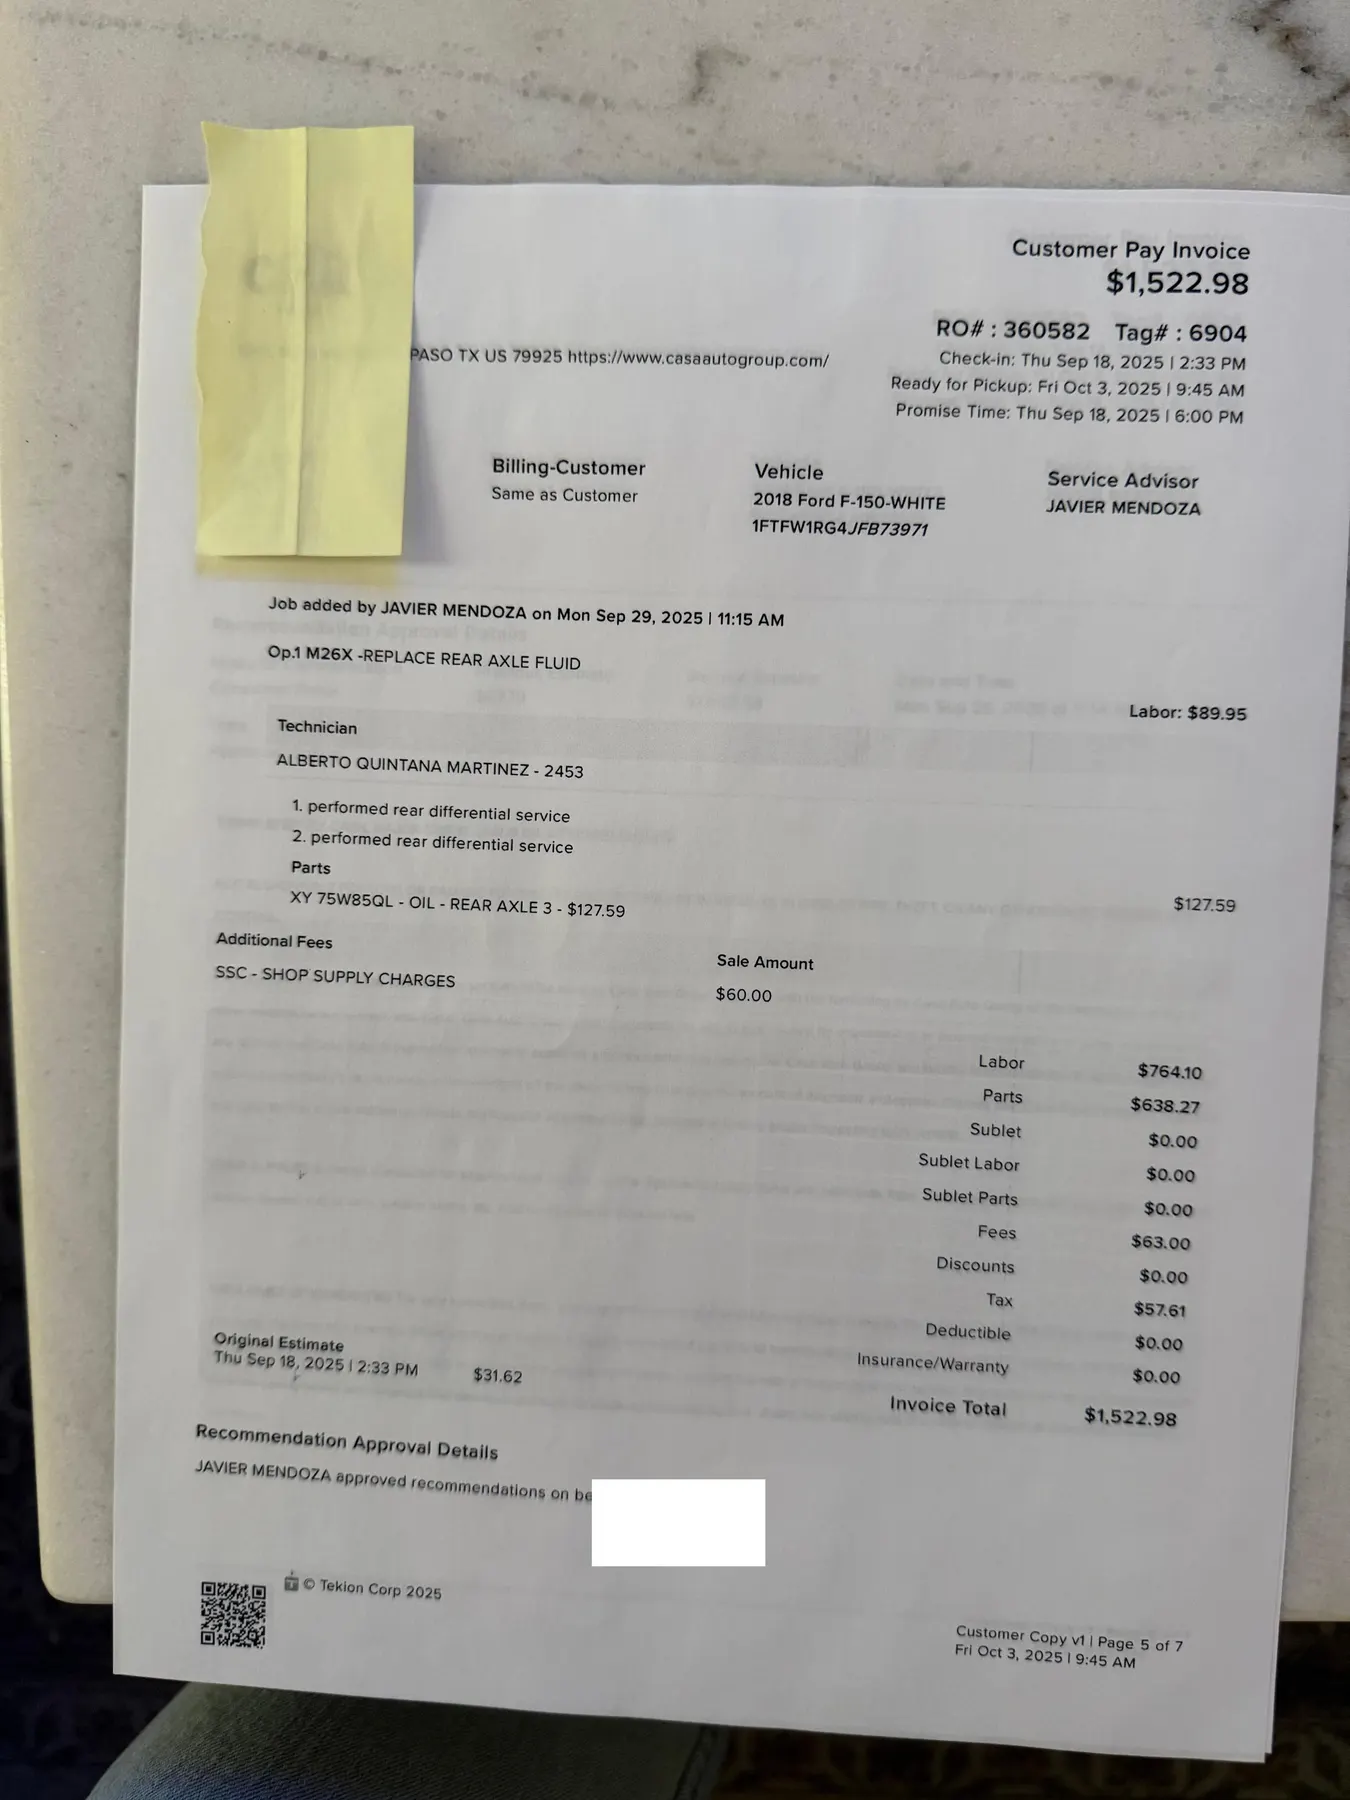 Customer Pay Invoice
$1,522.98
RO# : 360582 Tag# : 6904
PASO TX US 79925 https://www.casaautogroup.com/
Check-in: Thu Sep 18, 2025 | 2:33 PM
Ready for Pickup: Fri Oct 3, 2025 | 9:45 AM
Promise Time: Thu Sep 18, 2025 | 6:00 PM
Billing-Customer
Same as Customer
Vehicle
2018 Ford F-150-WHITE
1FTFW1RG4JFB73971
Service Advisor
JAVIER MENDOZA
Job added by JAVIER MENDOZA on Mon Sep 29, 2025 | 11:15 AM
Op.1 M26X -REPLACE REAR AXLE FLUID
Labor: $89.95
Technician
ALBERTO QUINTANA MARTINEZ - 2453
1. performed rear differential service
2. performed rear differential service
Parts
XY 75W85QL - OIL - REAR AXLE 3 - $127.59 $127.59
Additional Fees Sale Amount
SSC - SHOP SUPPLY CHARGES $60.00
Labor $764.10
Parts $638.27
Sublet $0.00
Sublet Labor $0.00
Sublet Parts $0.00
Fees $63.00
Discounts $0.00
Tax $57.61
Deductible $0.00
Insurance/Warranty $0.00
Invoice Total $1,522.98
Original Estimate
Thu Sep 18, 2025 | 2:33 PM $31.62
Recommendation Approval Details
JAVIER MENDOZA approved recommendations on be
© Tekion Corp 2025
Customer Copy v1 | Page 5 of 7
Fri Oct 3, 2025 | 9:45 AM